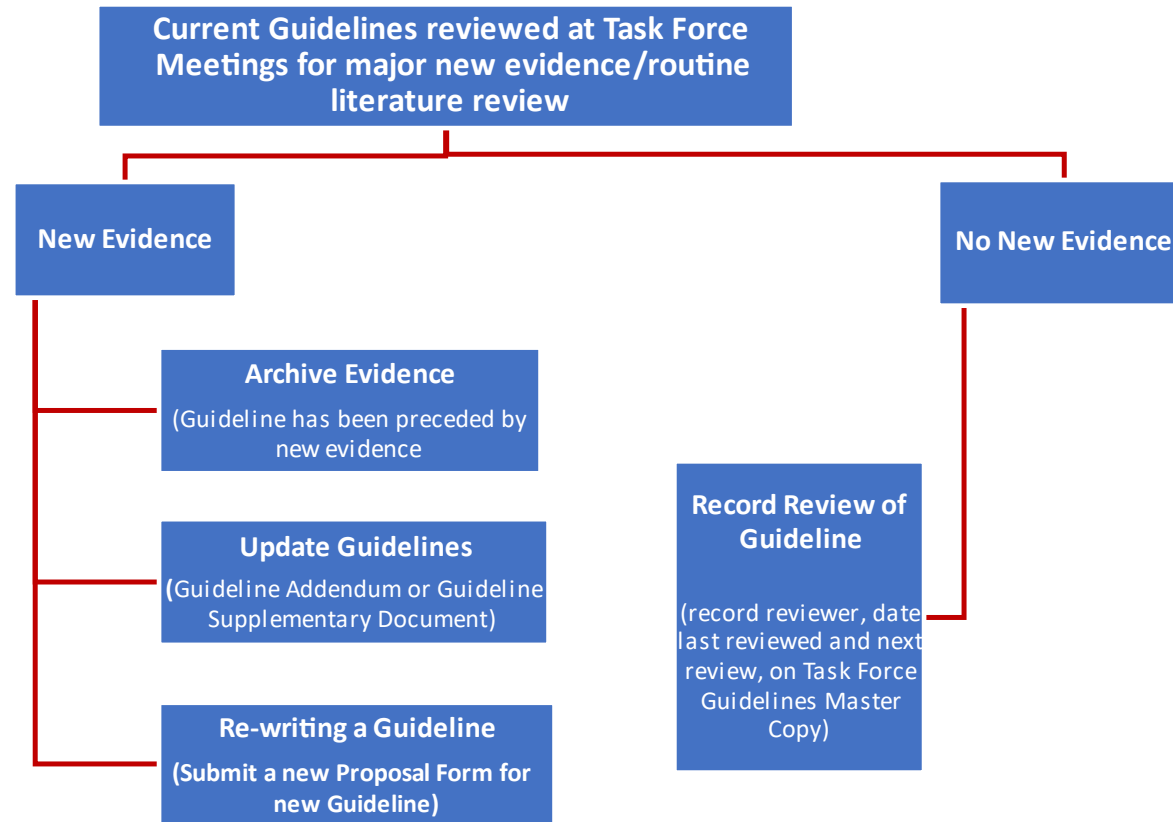 Current Guidelines reviewed at Task Force
Meetings for major new evidence/routine
literature review
New Evidence
No New Evidence
Archive Evidence
(Guideline has been preceded by
new evidence
Update Guidelines
(Guideline Addendum or Guideline
Supplementary Document)
Re-writing a Guideline
(Submit a new Proposal Form for
new Guideline)
Record Review of
Guideline
(record reviewer, date
last reviewed and next
review, on Task Force
Guidelines Master
Copy)